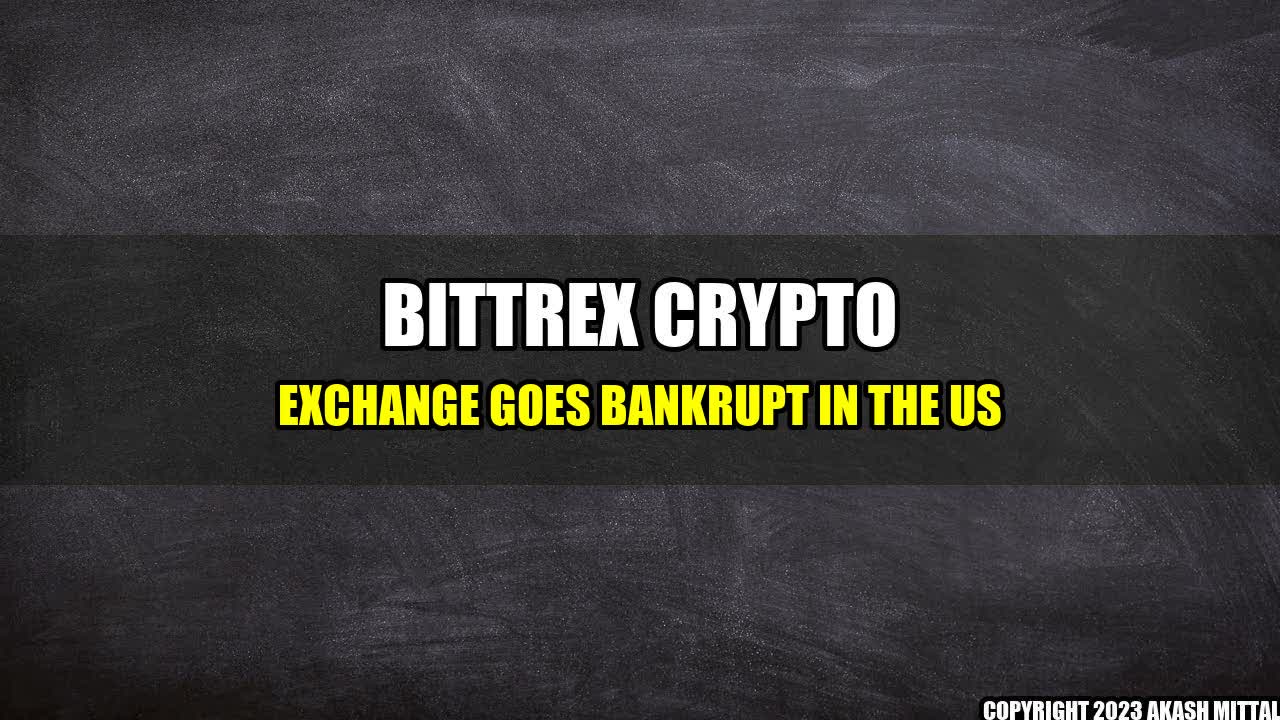 BITTREX CRYPTO
EXCHANGE GOES BANKRUPT IN THE US
COPYRIGHT 2023 AKASH MITTAL